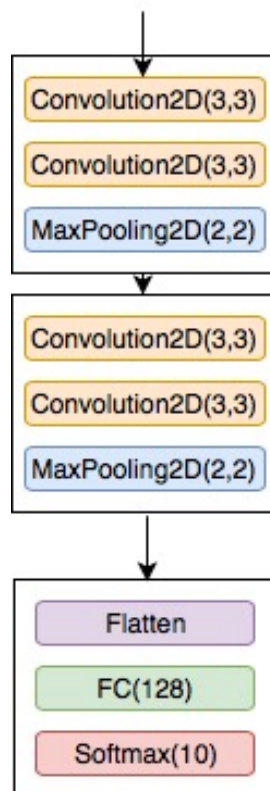 Convolution2D(3,3)
Convolution2D(3,3)
MaxPooling2D(2,2)
Convolution2D(3,3)
Convolution2D(3,3)
MaxPooling2D(2,2)
Flatten
FC(128)
Softmax(10)